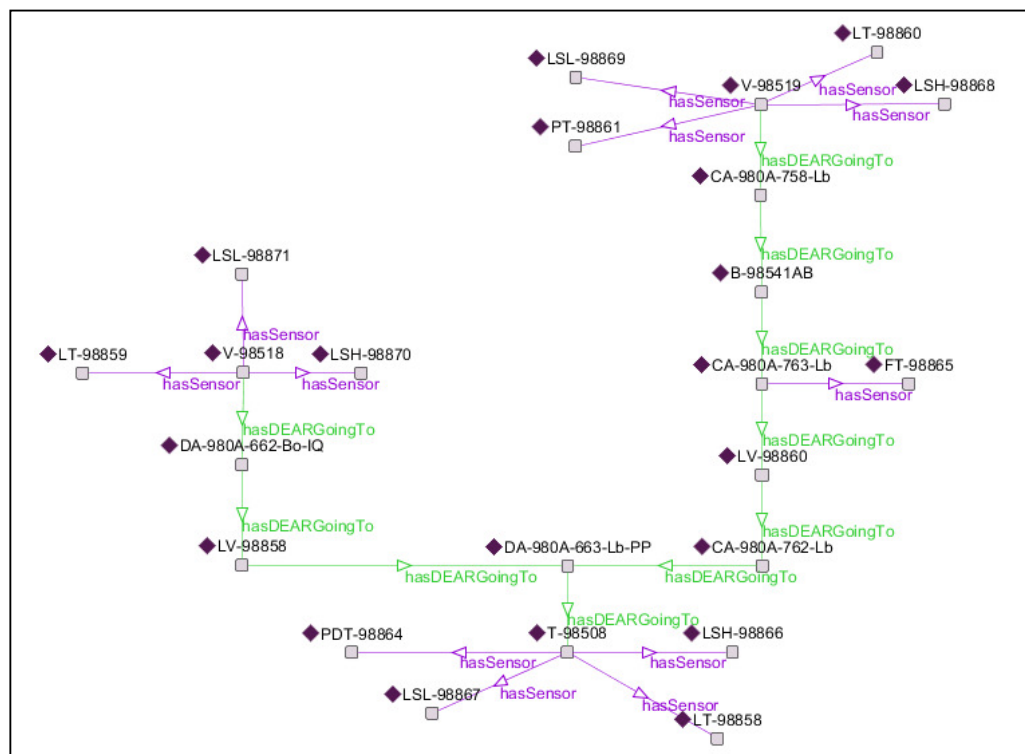 LT-98860
LSL-98869
V-98519
LSH-98868
hasSensor
hasSensor
hasSensor
PT-98861
hasSensor
hasDEARGoingTo
CA-980A-758-Lb
hasDEARGoingTo
LSL-98871
B-98541AB
hasSensor
hasDEARGoingTo
LT-98859
V-98518
LSH-98870
CA-980A-763-Lb
FT-98865
hasSensor
hasSensor
hasSensor
hasDEARGoingTo
hasDEARGoingTo
DA-980A-662-Bo-IQ
LV-98860
hasDEARGoingTo
hasDEARGoingTo
LV-98858
DA-980A-663-Lb-PP
CA-980A-762-Lb
hasDEARGoingTo
hasDEARGoingTo
hasDEARGoingTo
PDT-98864
T-98508
LSH-98866
hasSensor
hasSensor
LSL-98867
hasSensor
hasSensor
LT-98858